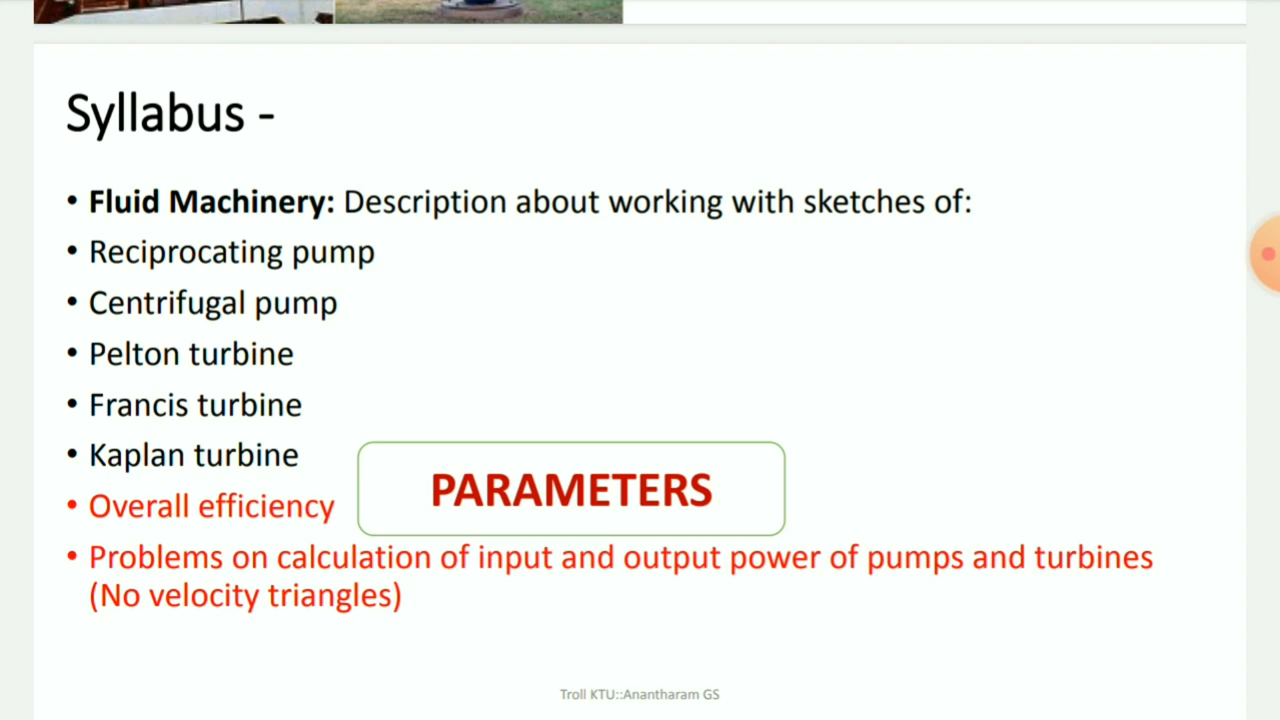 Syllabus -
• Fluid Machinery: Description about working with sketches of:
• Reciprocating pump
• Centrifugal pump
• Pelton turbine
• Francis turbine
• Kaplan turbine
PARAMETERS
• Overall efficiency
• Problems on calculation of input and output power of pumps and turbines
(No velocity triangles)
Troll KTU::Anantharam GS